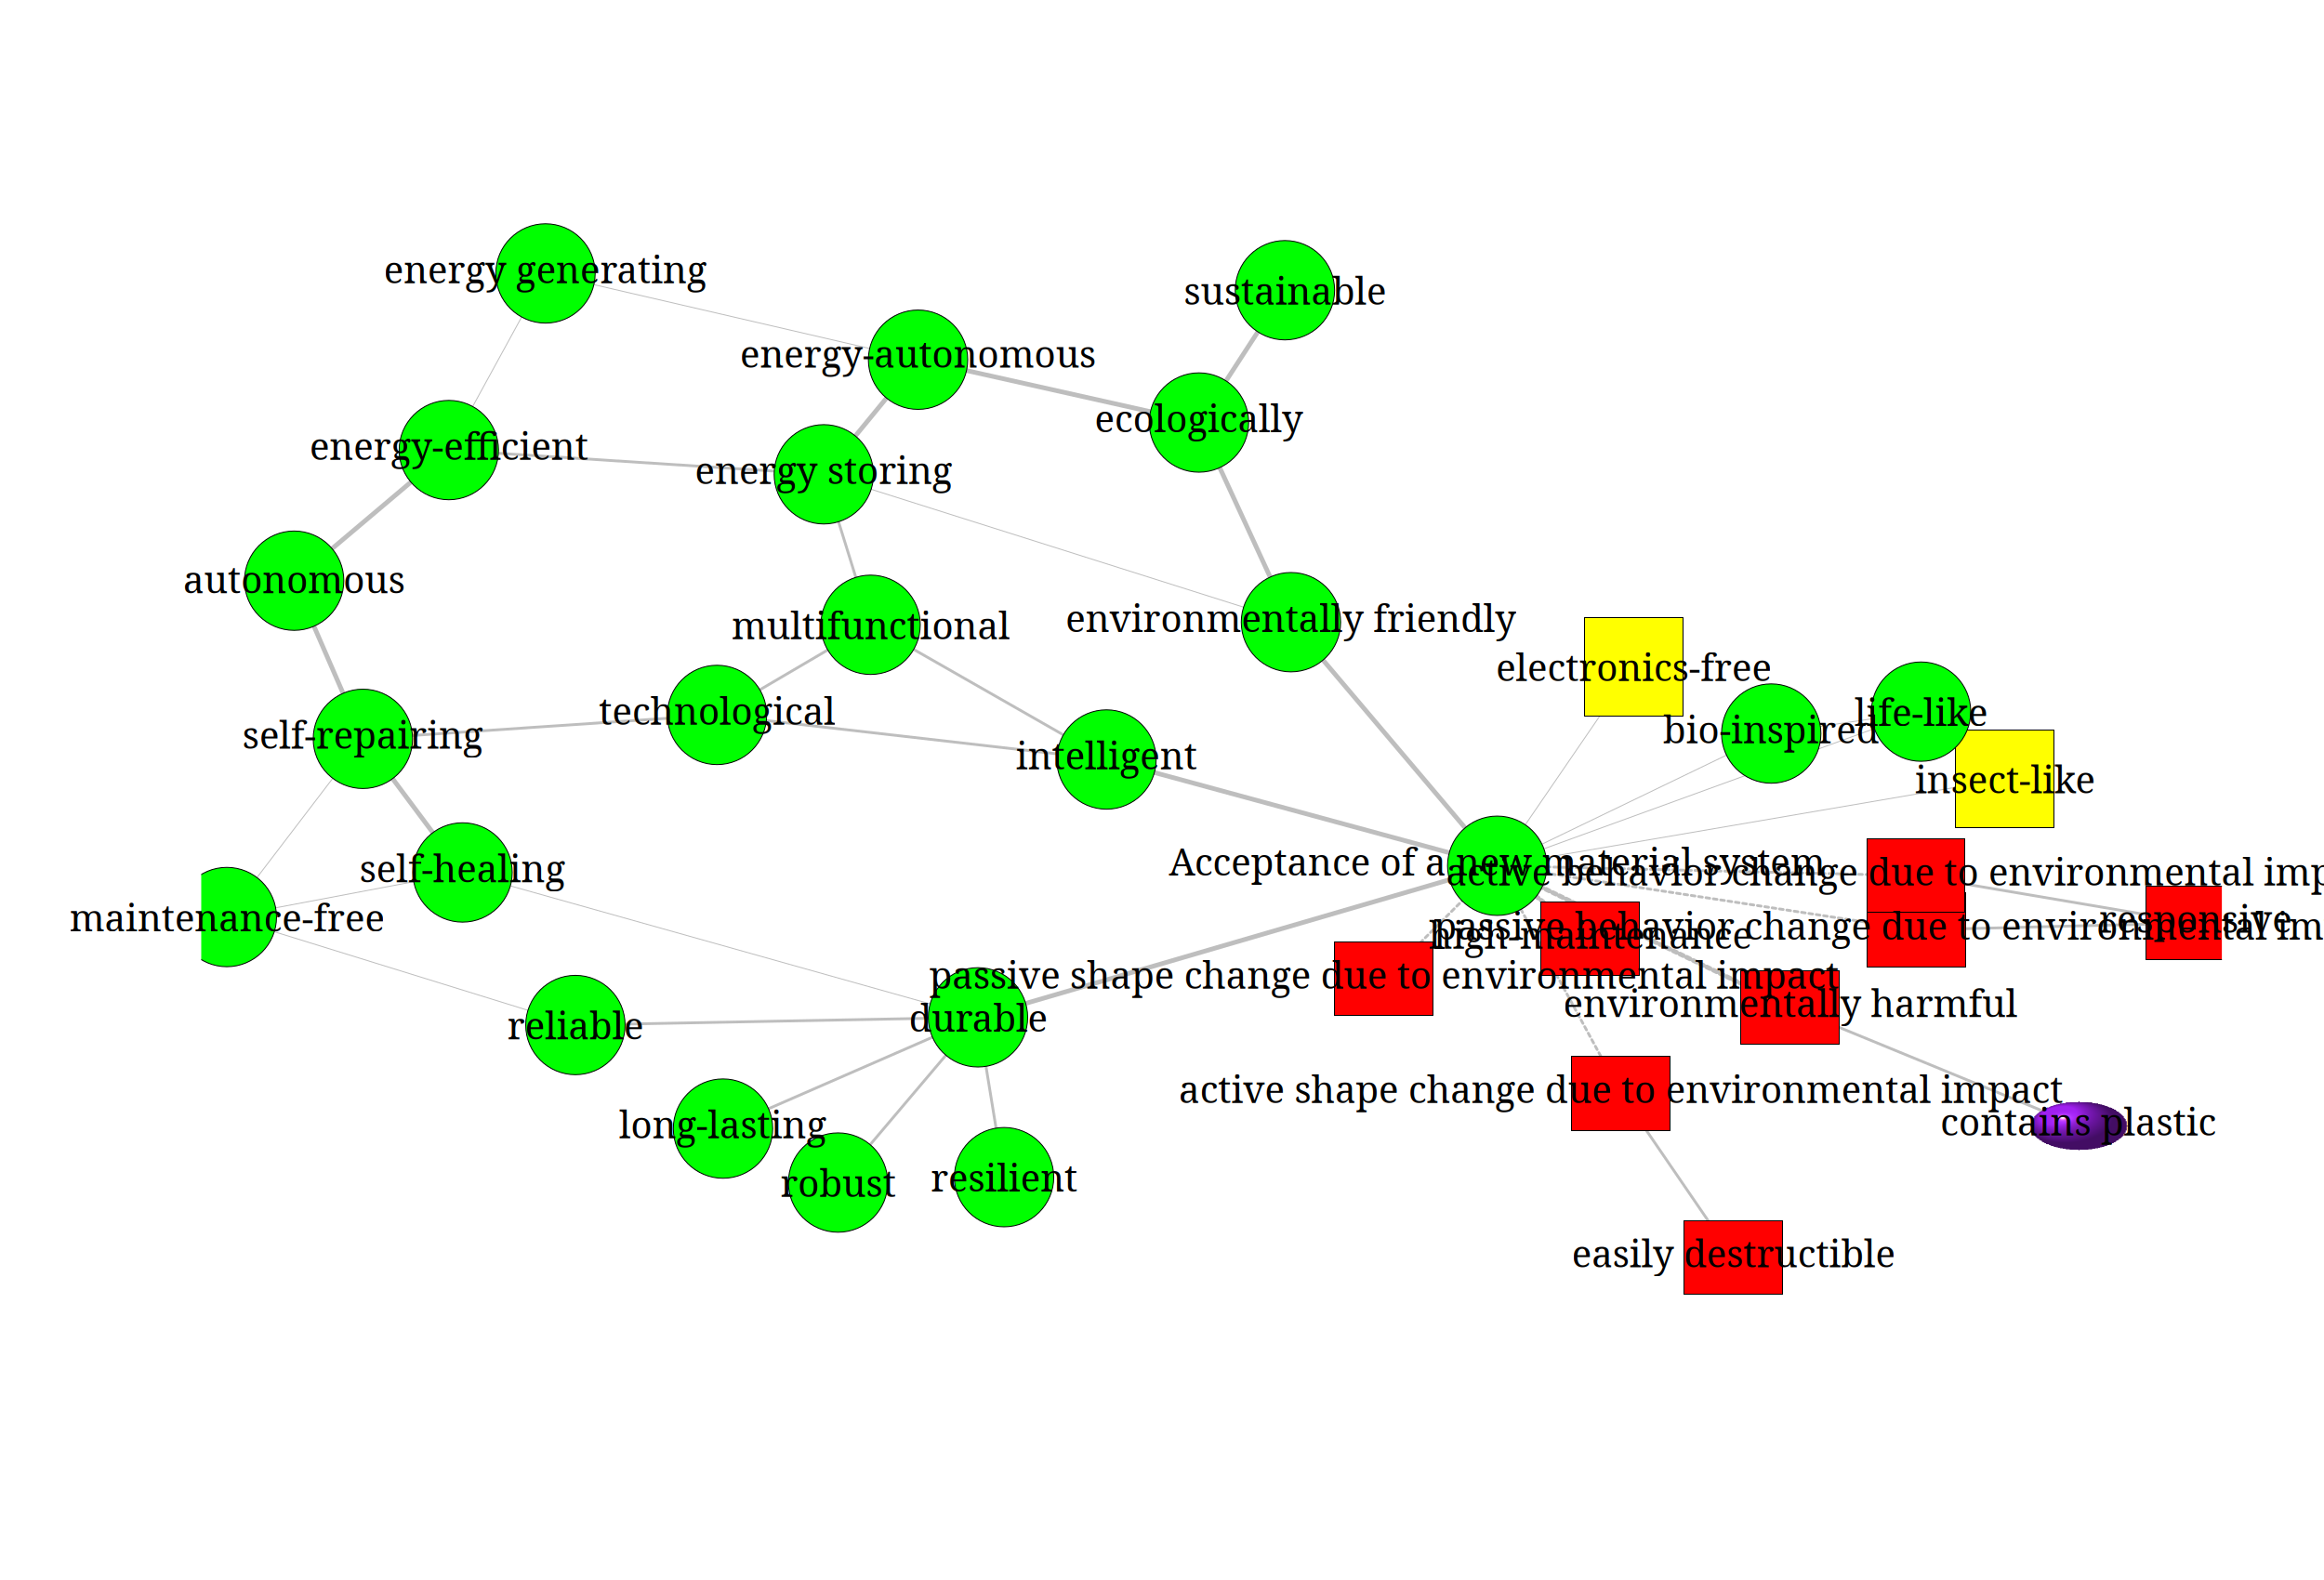 energy generating
sustainable
energy-autonomous
ecologically
energy-efficient
energy storing
autonomous
multifunctional
environmentally friendly
electronics-free
life-like
technological
bio-inspired
self-repairing
intelligent
insect-like
Acceptance of a new material system
self-healing
active behavior change due to environmental imp
maintenance-free
responsive
passive behavior change due to environmental im
high-maintenance
passive shape change due to environmental impact
environmentally harmful
durable
reliable
active shape change due to environmental impact
long-lasting
contains plastic
resilient
robust
easily destructible